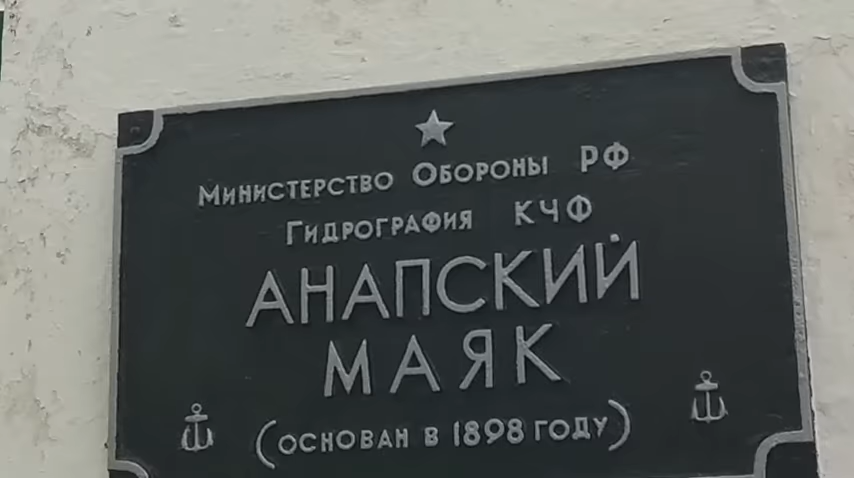 Министерство Обороны РФ
Гидрография КЧФ
АНАПСКИЙ
МАЯК
(основан в 1898 году)